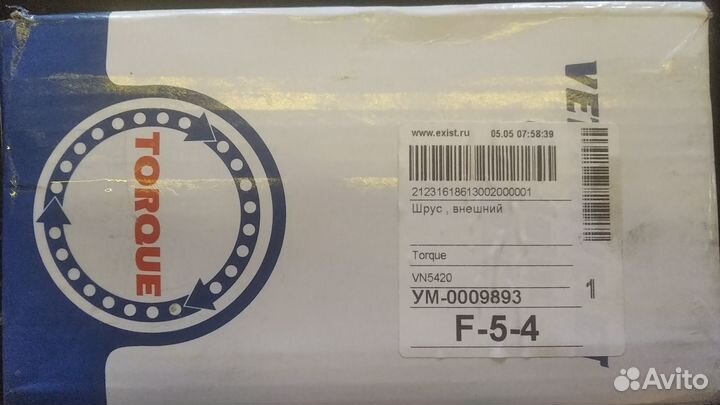 TORQUE
www.exist.ru 05.05 07:58:39
21231618613002000001
Шрус , внешний
Torque
VN5420
УМ-0009893
1
F-5-4
Avito